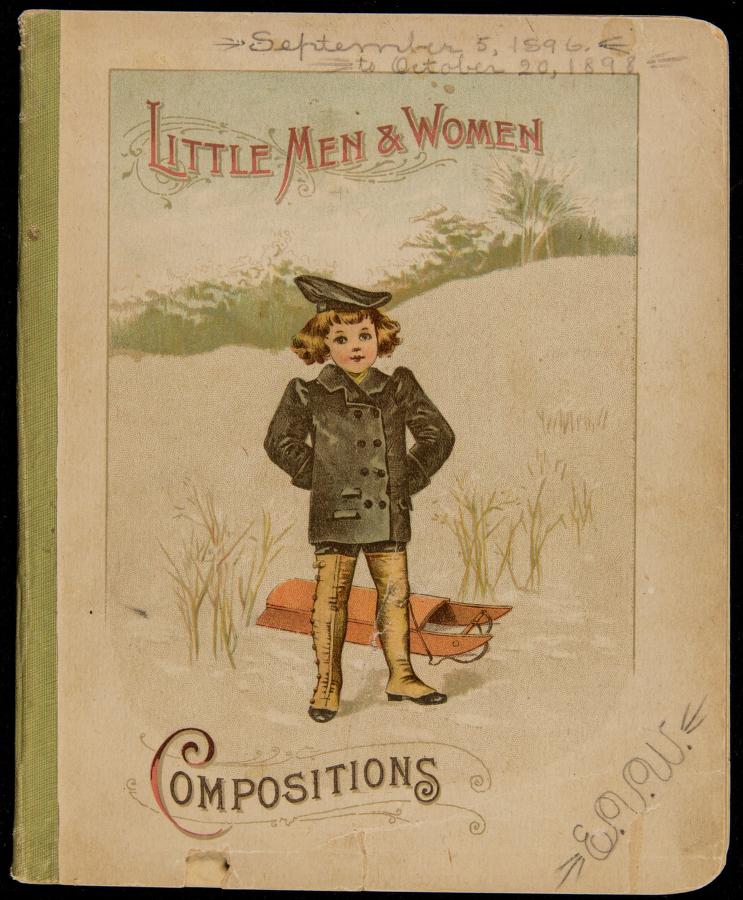 September 5, 1896.
to October 20, 1898
LITTLE MEN & WOMEN
COMPOSITIONS
E.V.W.